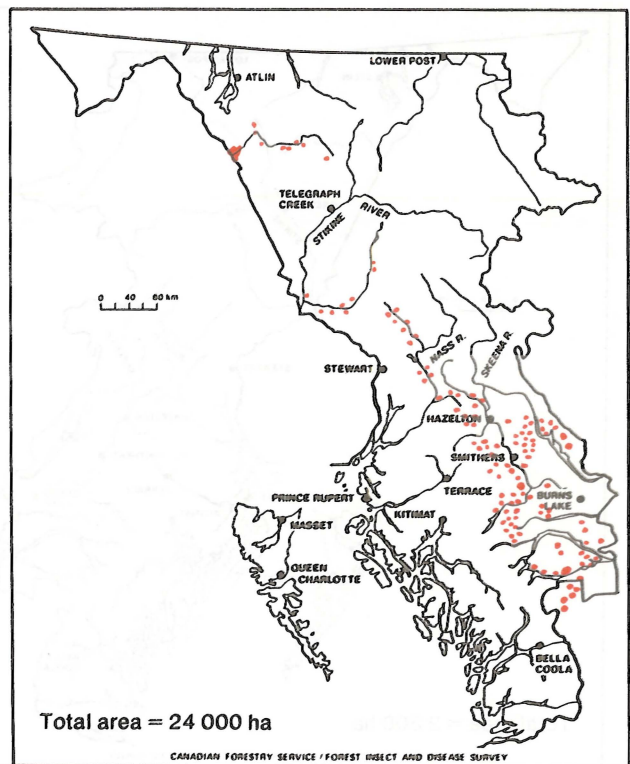 LOWER POST
ATLIN
TELEGRAPH
CREEK
STIKINE RIVER
0 40 80 km
NASS R.
SKEENA R.
STEWART
HAZELTON
SMITHERS
TERRACE
PRINCE RUPERT
BURNS
LAKE
KITIMAT
MASSET
QUEEN
CHARLOTTE
BELLA
COOLA
Total area = 24 000 ha
CANADIAN FORESTRY SERVICE / FOREST INSECT AND DISEASE SURVEY